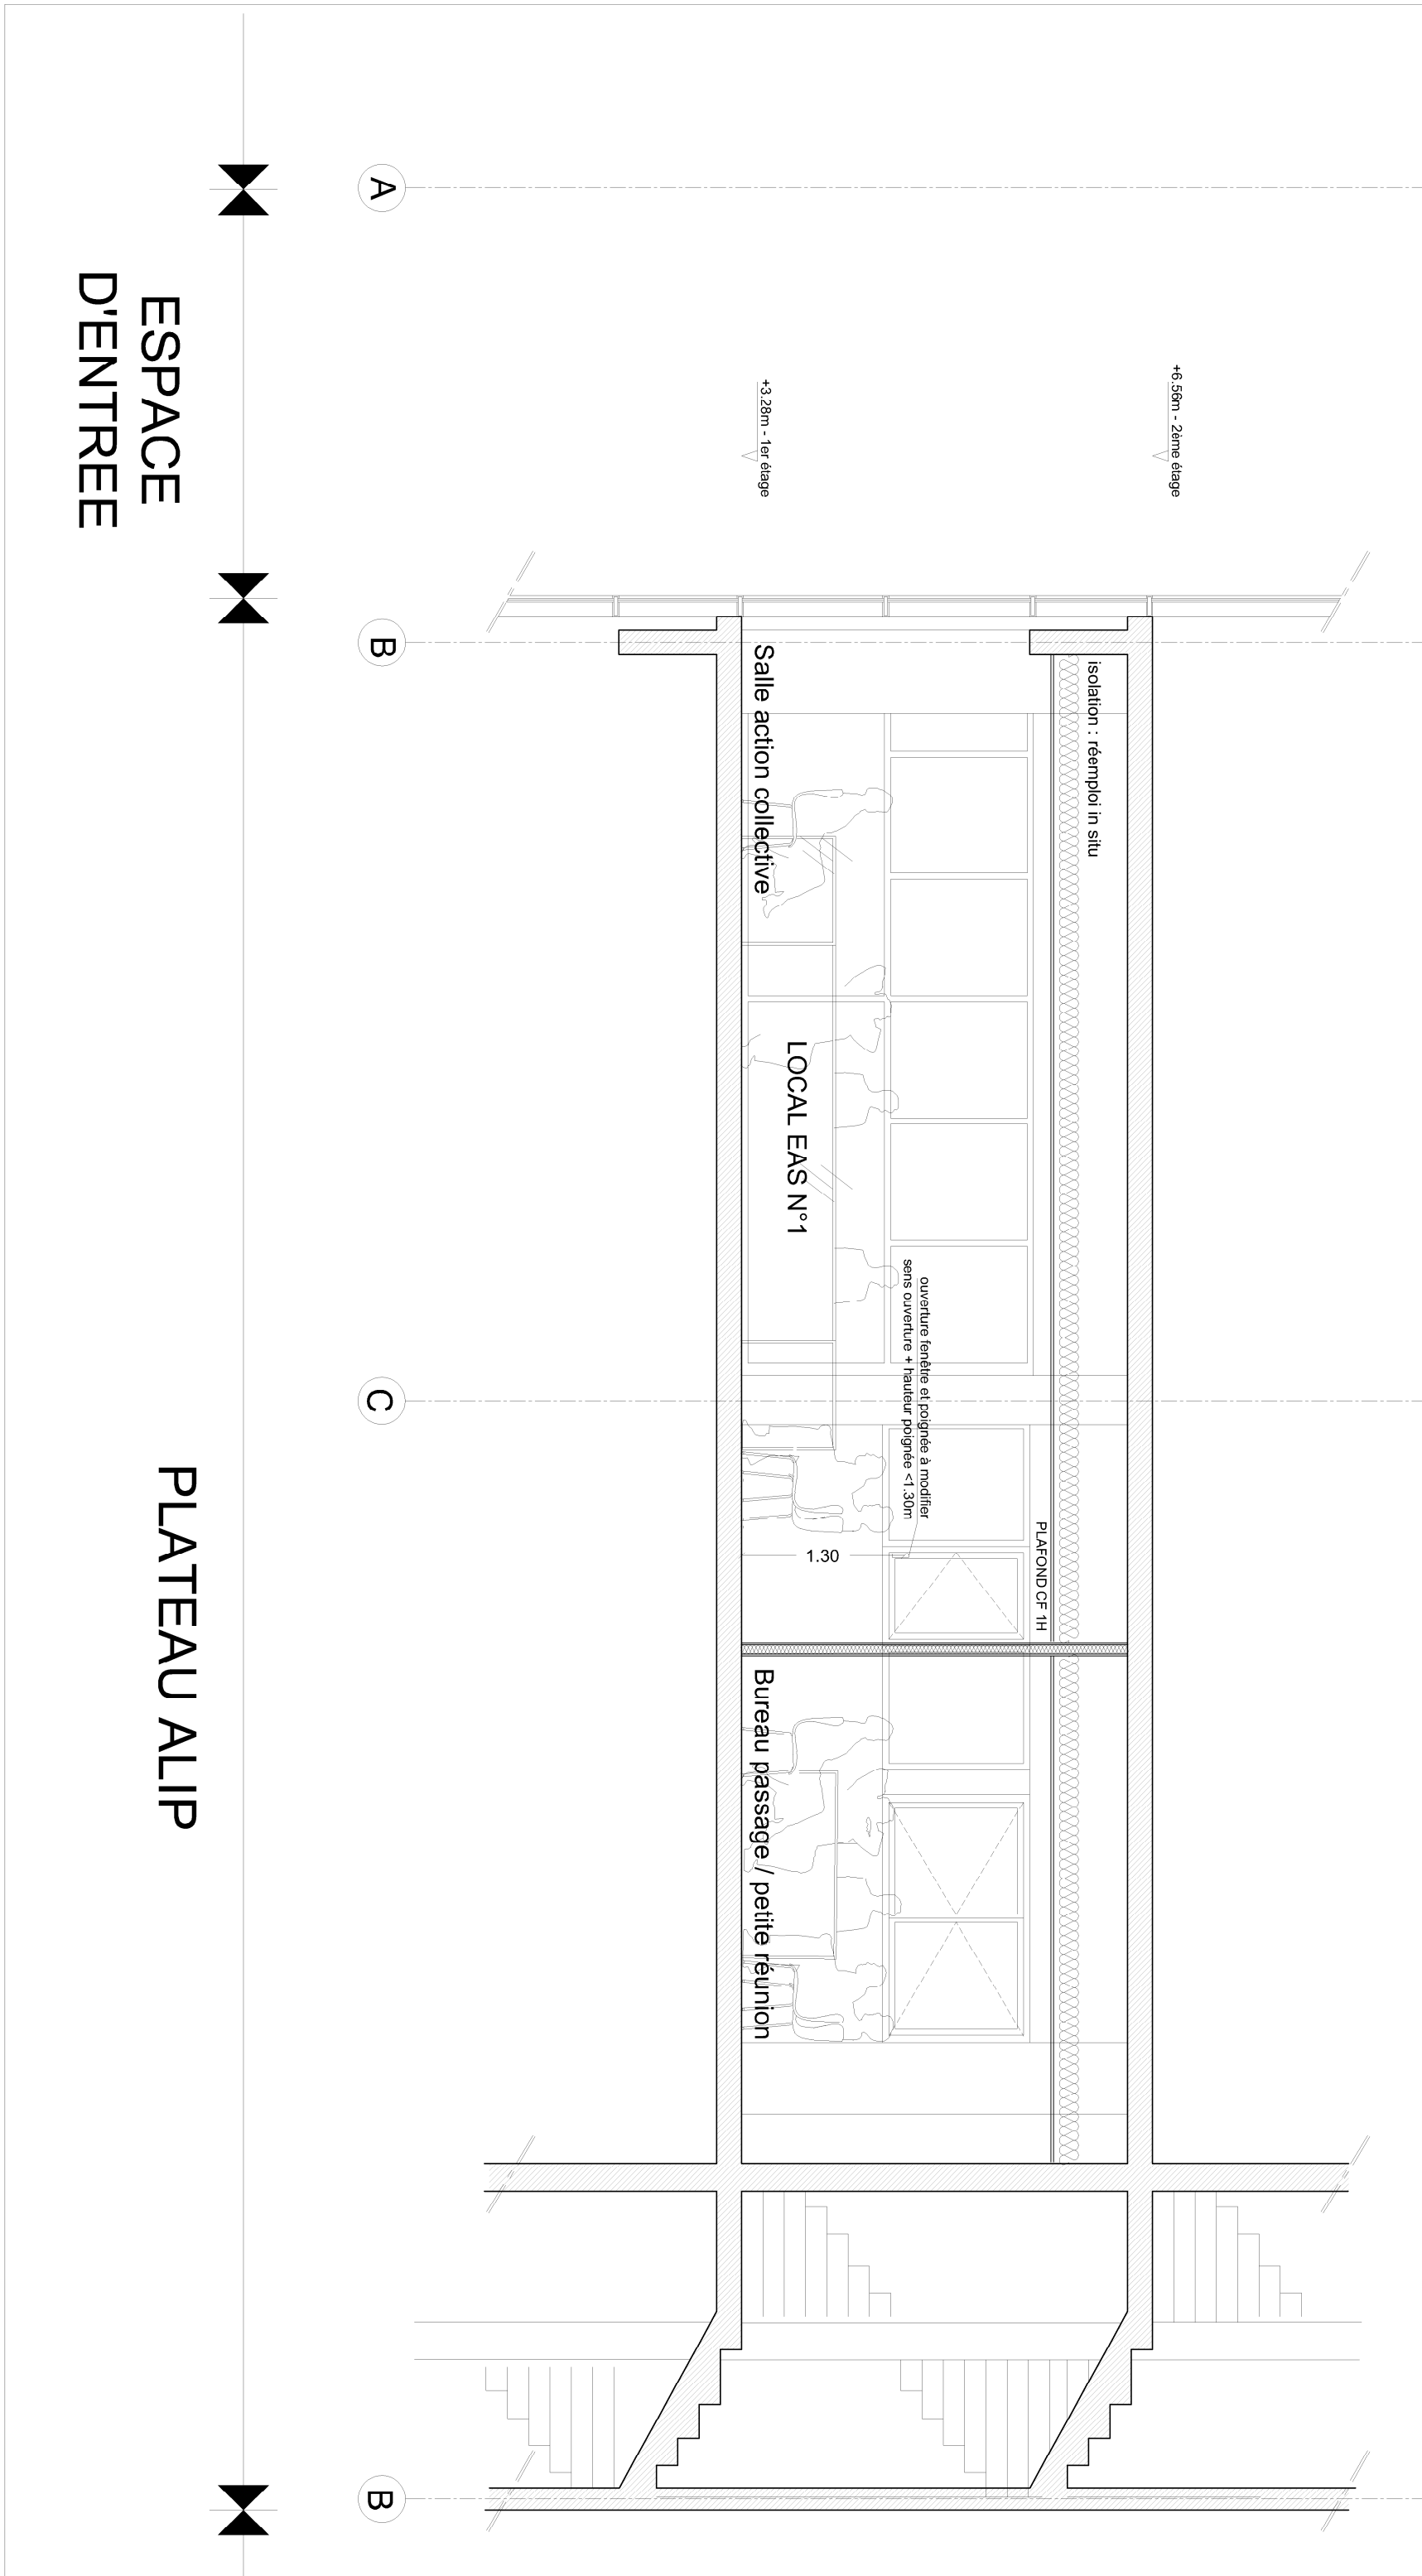 +6.56m - 2ème étage
+3.28m - 1er étage
isolation : réemploi in situ
PLAFOND CF 1H
ouverture fenêtre et poignée à modifier
sens ouverture + hauteur poignée <1.30m
1.30
LOCAL EAS N°1
Salle action collective
Bureau passage / petite réunion
A
B
C
B
ESPACE
D'ENTREE
PLATEAU ALIP